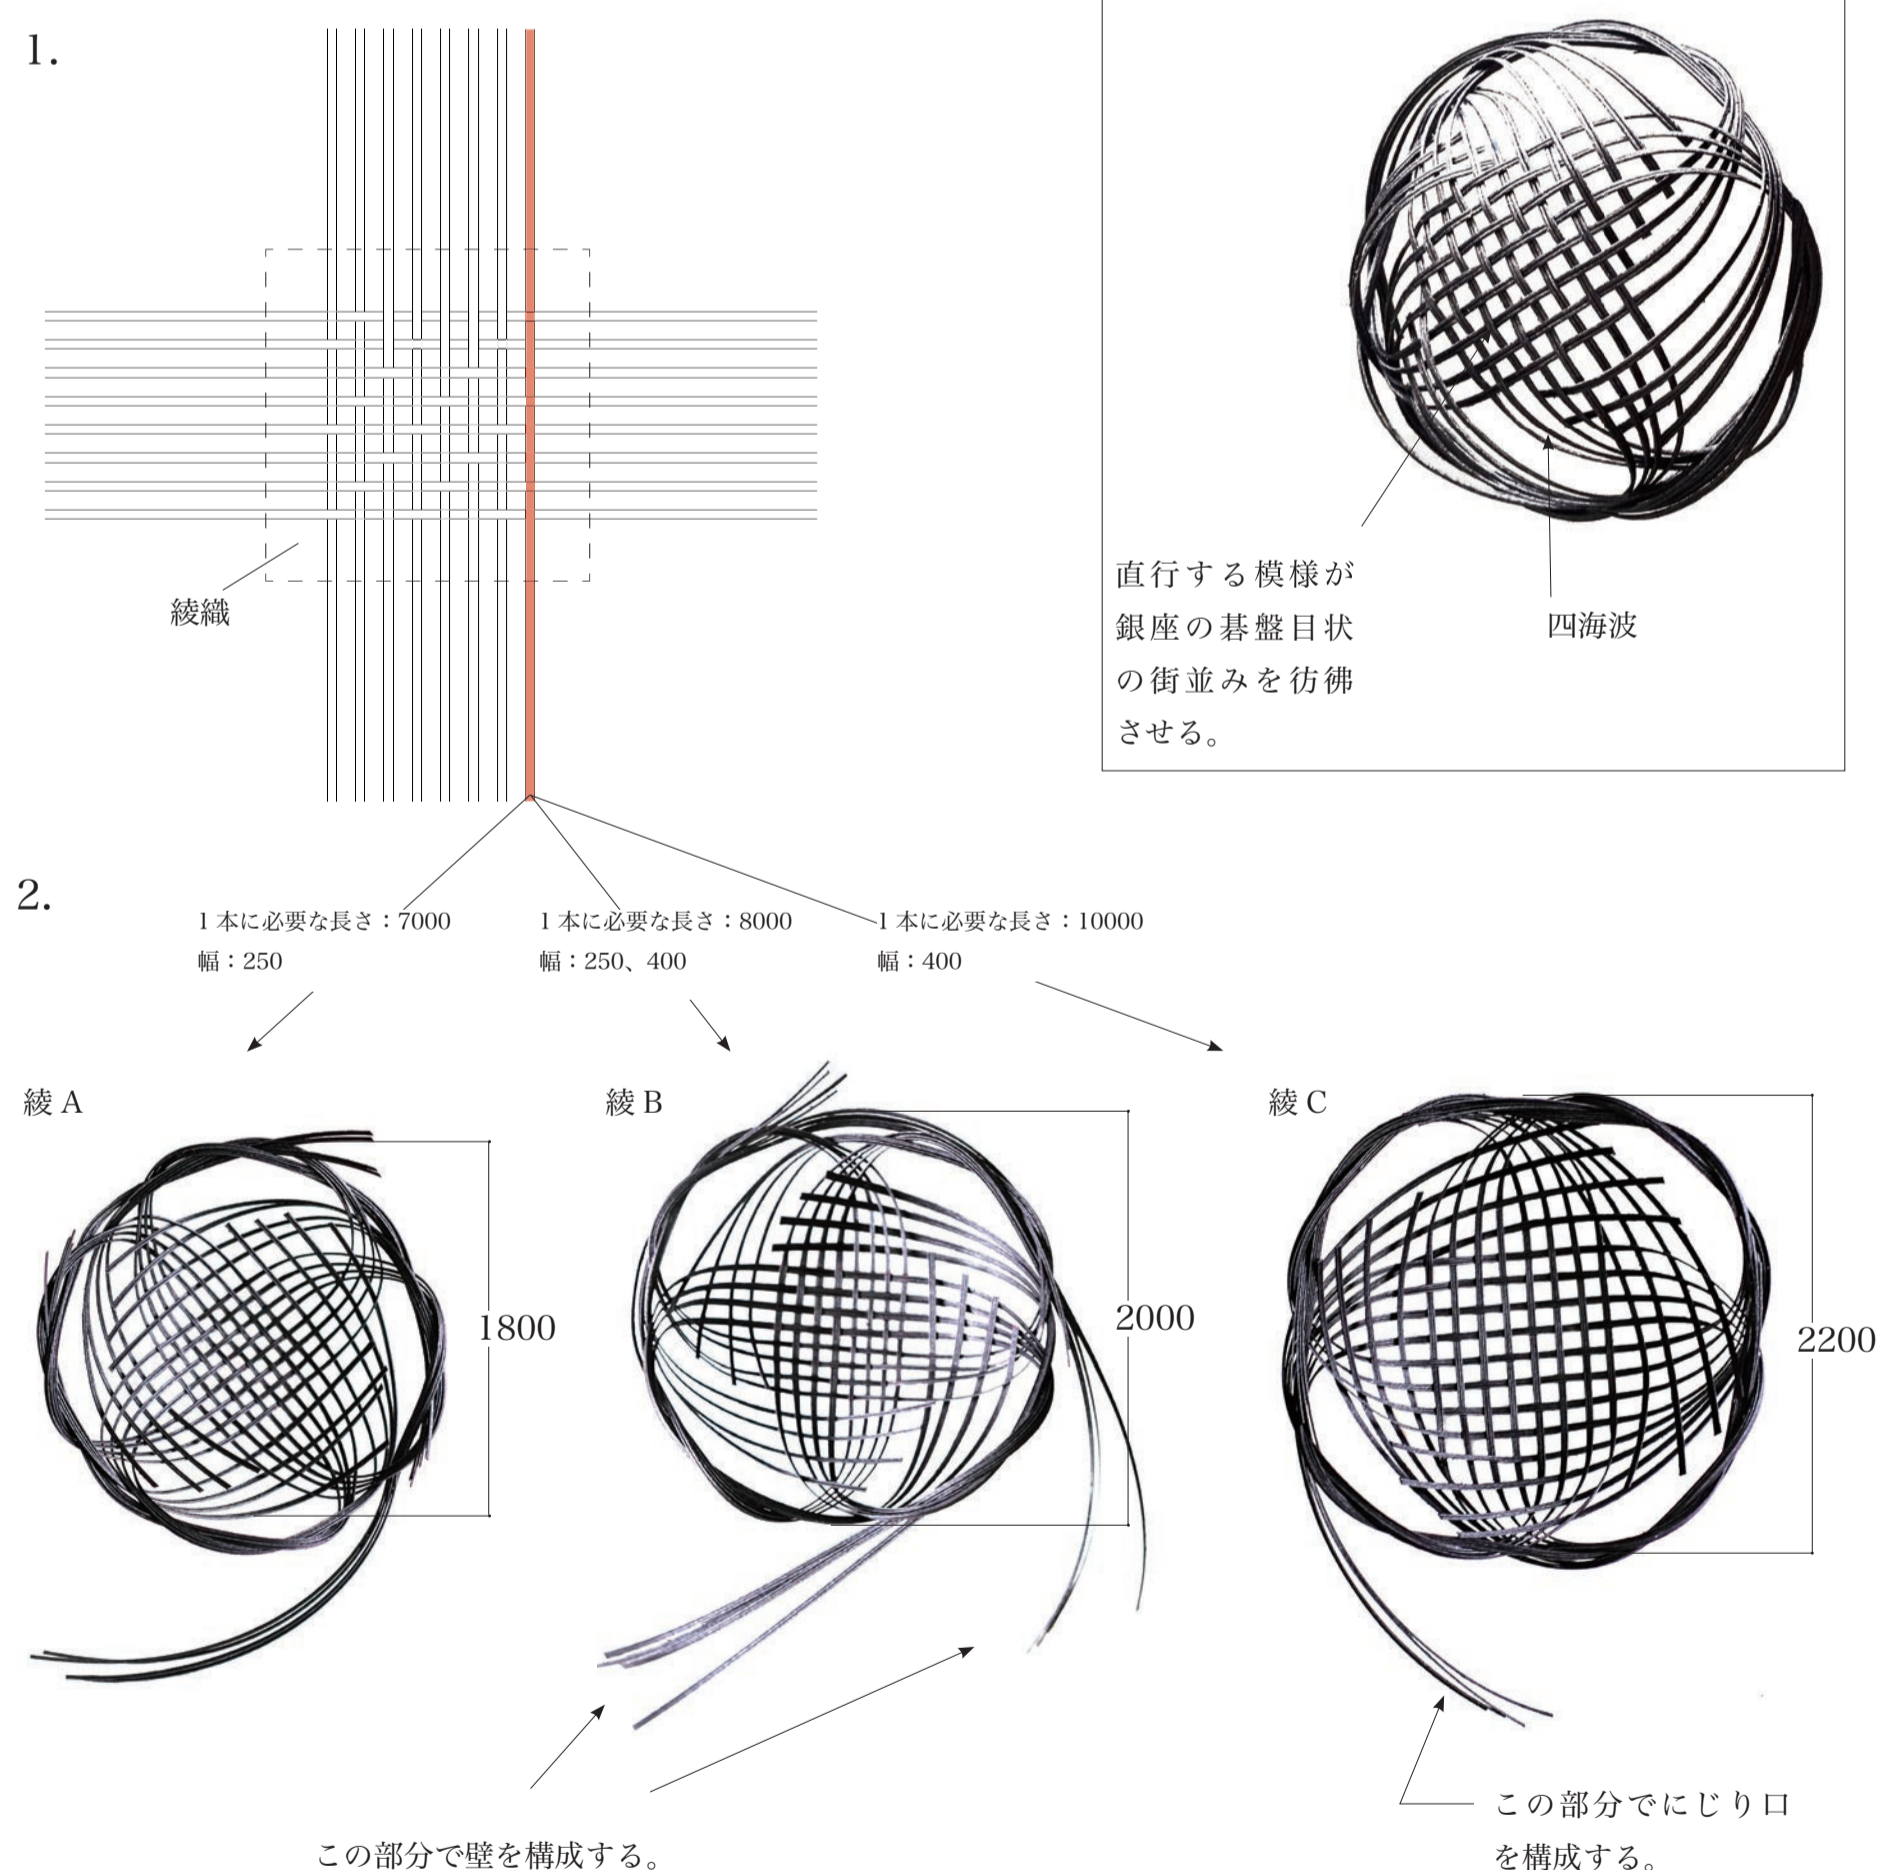 1.
綾織
直行する模様が
銀座の碁盤目状
の街並みを彷彿
させる。
四海波
2.
1 本に必要な長さ：7000
幅：250
1 本に必要な長さ：8000
幅：250、400
1 本に必要な長さ：10000
幅：400
綾 A
1800
綾 B
2000
綾 C
2200
この部分で壁を構成する。
この部分でにじり口
を構成する。